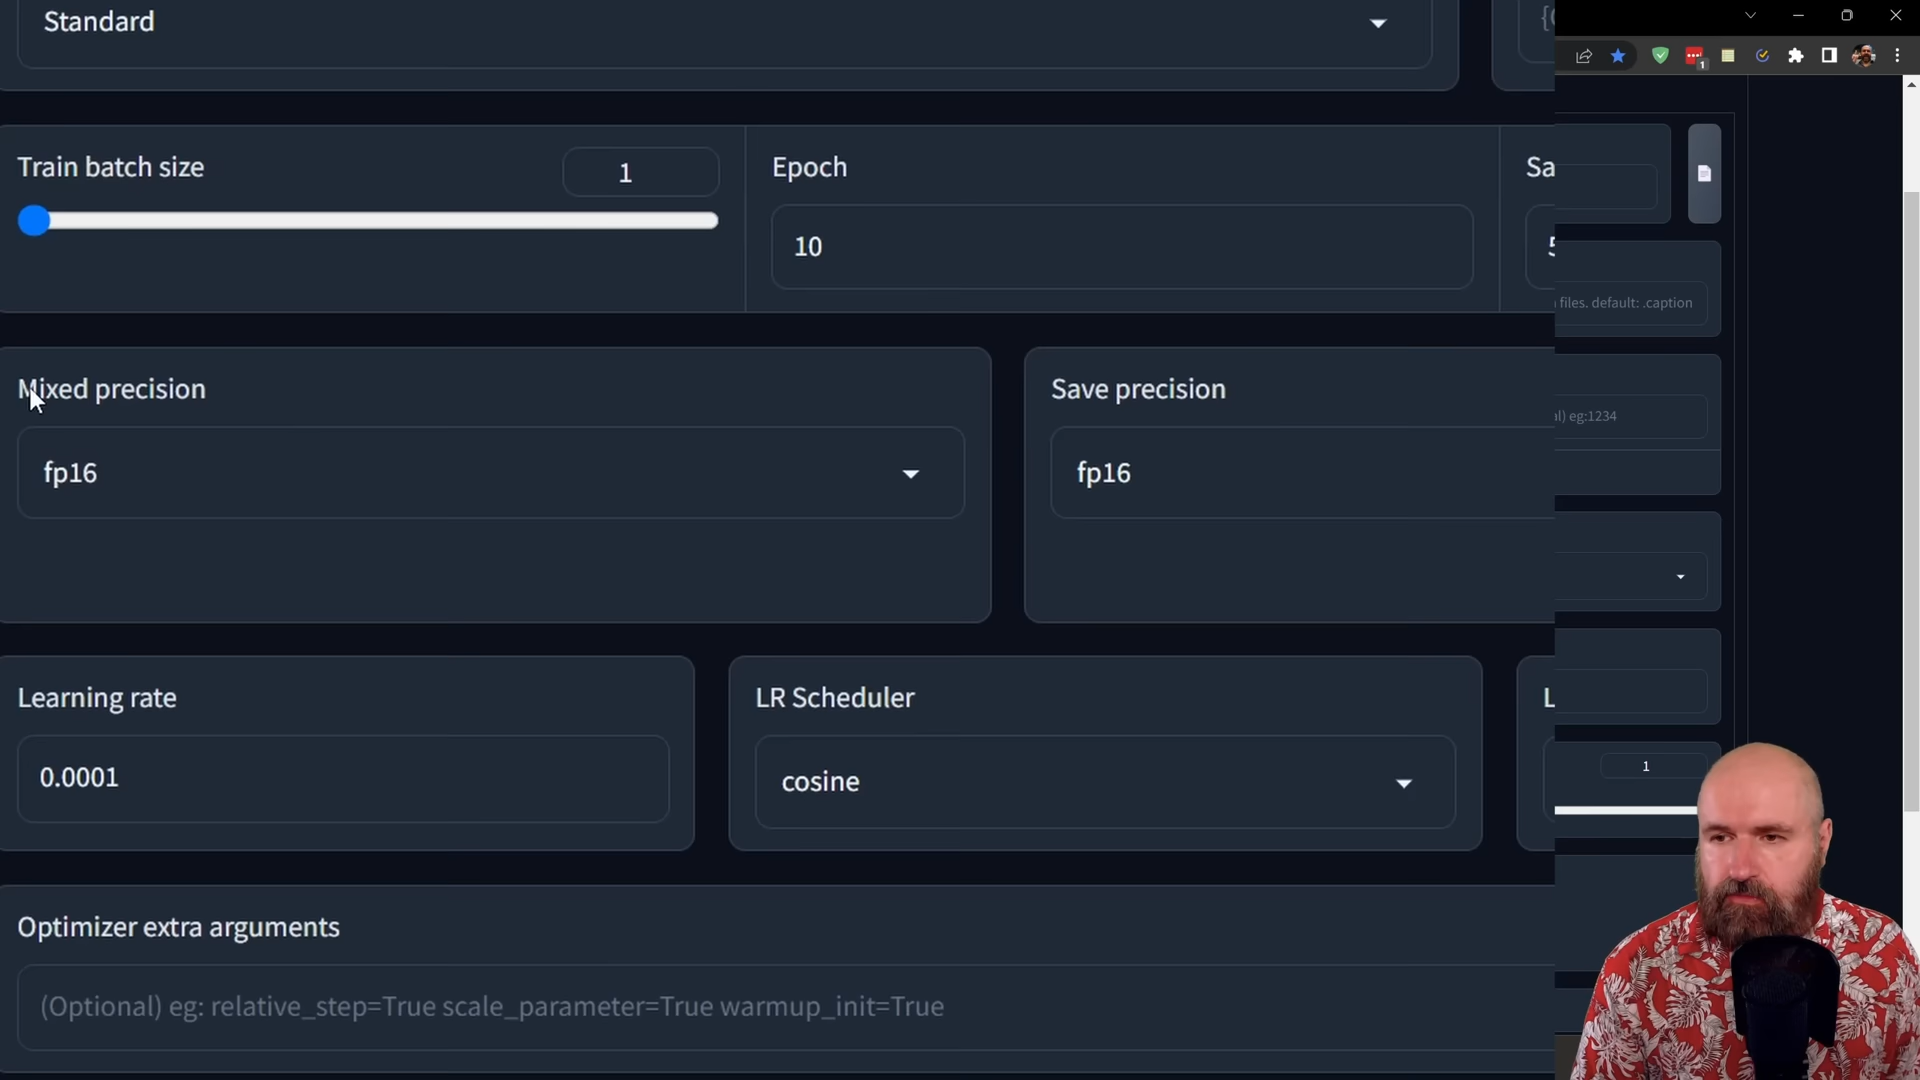 Standard
Train batch size
1
Epoch
10
Sa
files. default: .caption
Mixed precision
fp16
Save precision
fp16
eg:1234
Learning rate
0.0001
LR Scheduler
cosine
L
1
Optimizer extra arguments
(Optional) eg: relative_step=True scale_parameter=True warmup_init=True